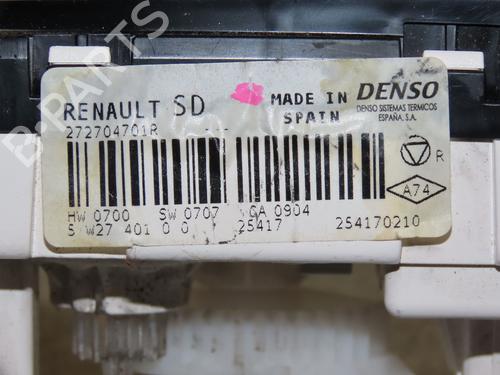 RENAULT SD
MADE IN SPAIN
DENSO
DENSO SISTEMAS TERMICOS
ESPAÑA, S.A.
272704701R
R
A74
HW 0700 SW 0707 CA 0904
S W27 401 0 0 25417 254170210
B-PARTS